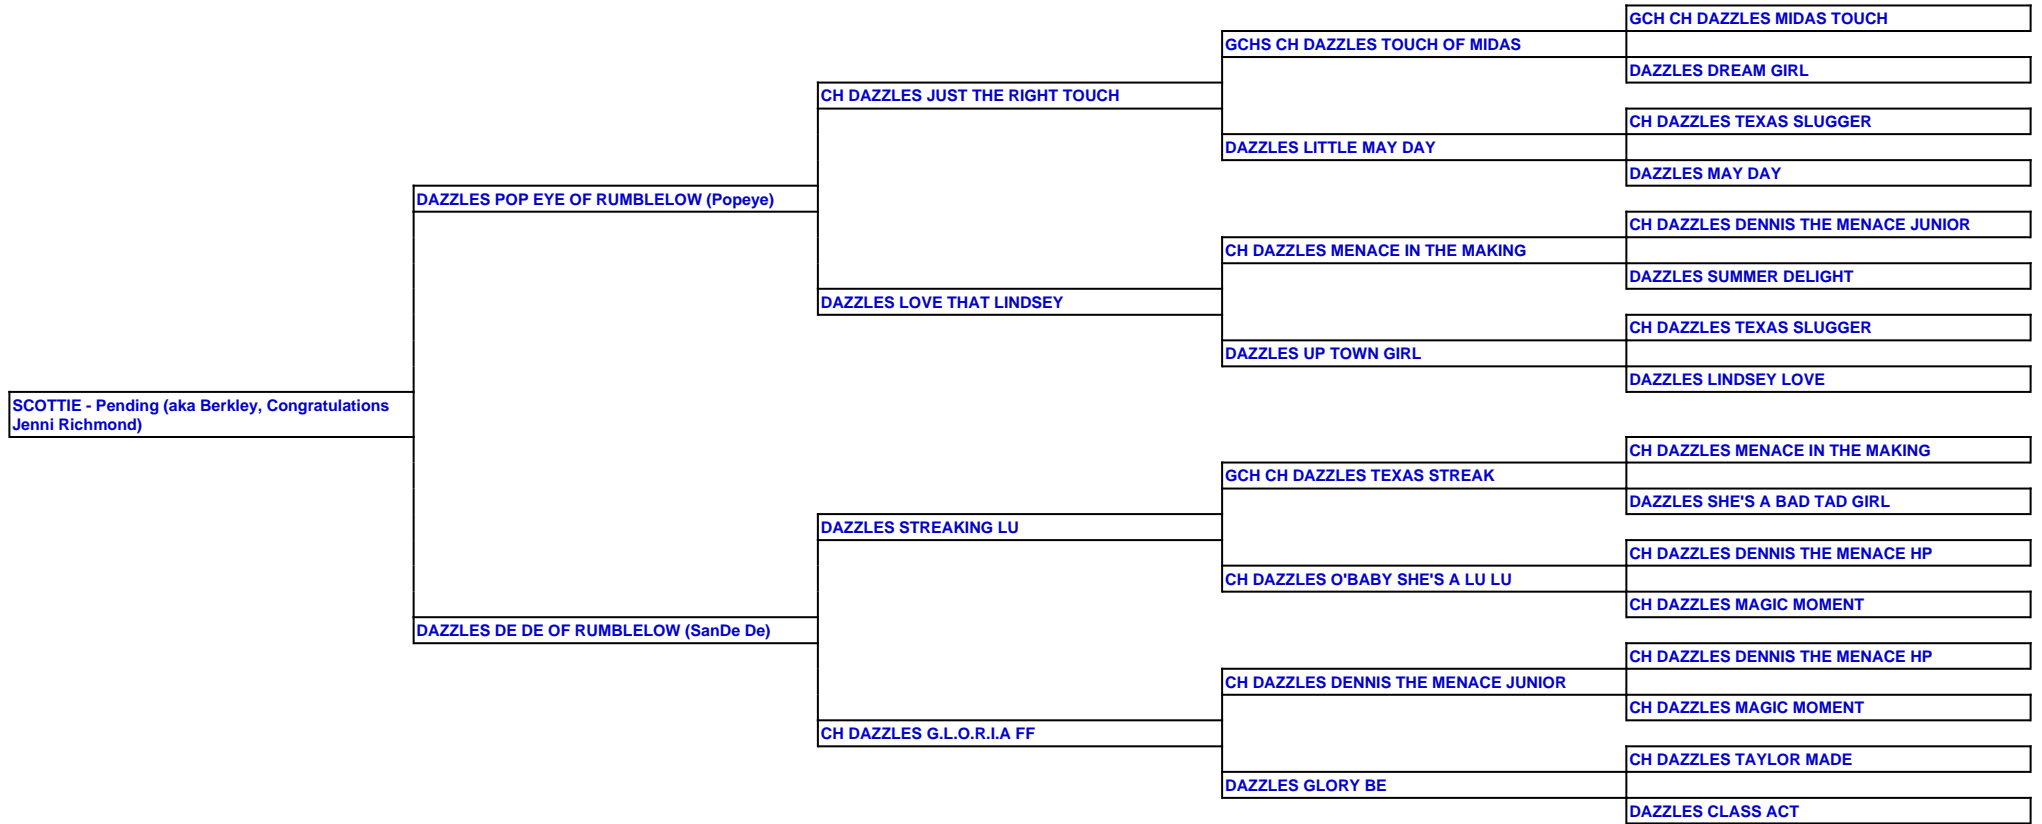 GCH CH DAZZLES MIDAS TOUCH
GCHS CH DAZZLES TOUCH OF MIDAS
DAZZLES DREAM GIRL
CH DAZZLES JUST THE RIGHT TOUCH
CH DAZZLES TEXAS SLUGGER
DAZZLES LITTLE MAY DAY
DAZZLES MAY DAY
DAZZLES POP EYE OF RUMBLELOW (Popeye)
CH DAZZLES DENNIS THE MENACE JUNIOR
CH DAZZLES MENACE IN THE MAKING
DAZZLES SUMMER DELIGHT
DAZZLES LOVE THAT LINDSEY
CH DAZZLES TEXAS SLUGGER
DAZZLES UP TOWN GIRL
DAZZLES LINDSEY LOVE
SCOTTIE - Pending (aka Berkley, Congratulations
Jenni Richmond)
CH DAZZLES MENACE IN THE MAKING
GCH CH DAZZLES TEXAS STREAK
DAZZLES SHE'S A BAD TAD GIRL
DAZZLES STREAKING LU
CH DAZZLES DENNIS THE MENACE HP
CH DAZZLES O'BABY SHE'S A LU LU
CH DAZZLES MAGIC MOMENT
DAZZLES DE DE OF RUMBLELOW (SanDe De)
CH DAZZLES DENNIS THE MENACE HP
CH DAZZLES DENNIS THE MENACE JUNIOR
CH DAZZLES MAGIC MOMENT
CH DAZZLES G.L.O.R.I.A FF
CH DAZZLES TAYLOR MADE
DAZZLES GLORY BE
DAZZLES CLASS ACT